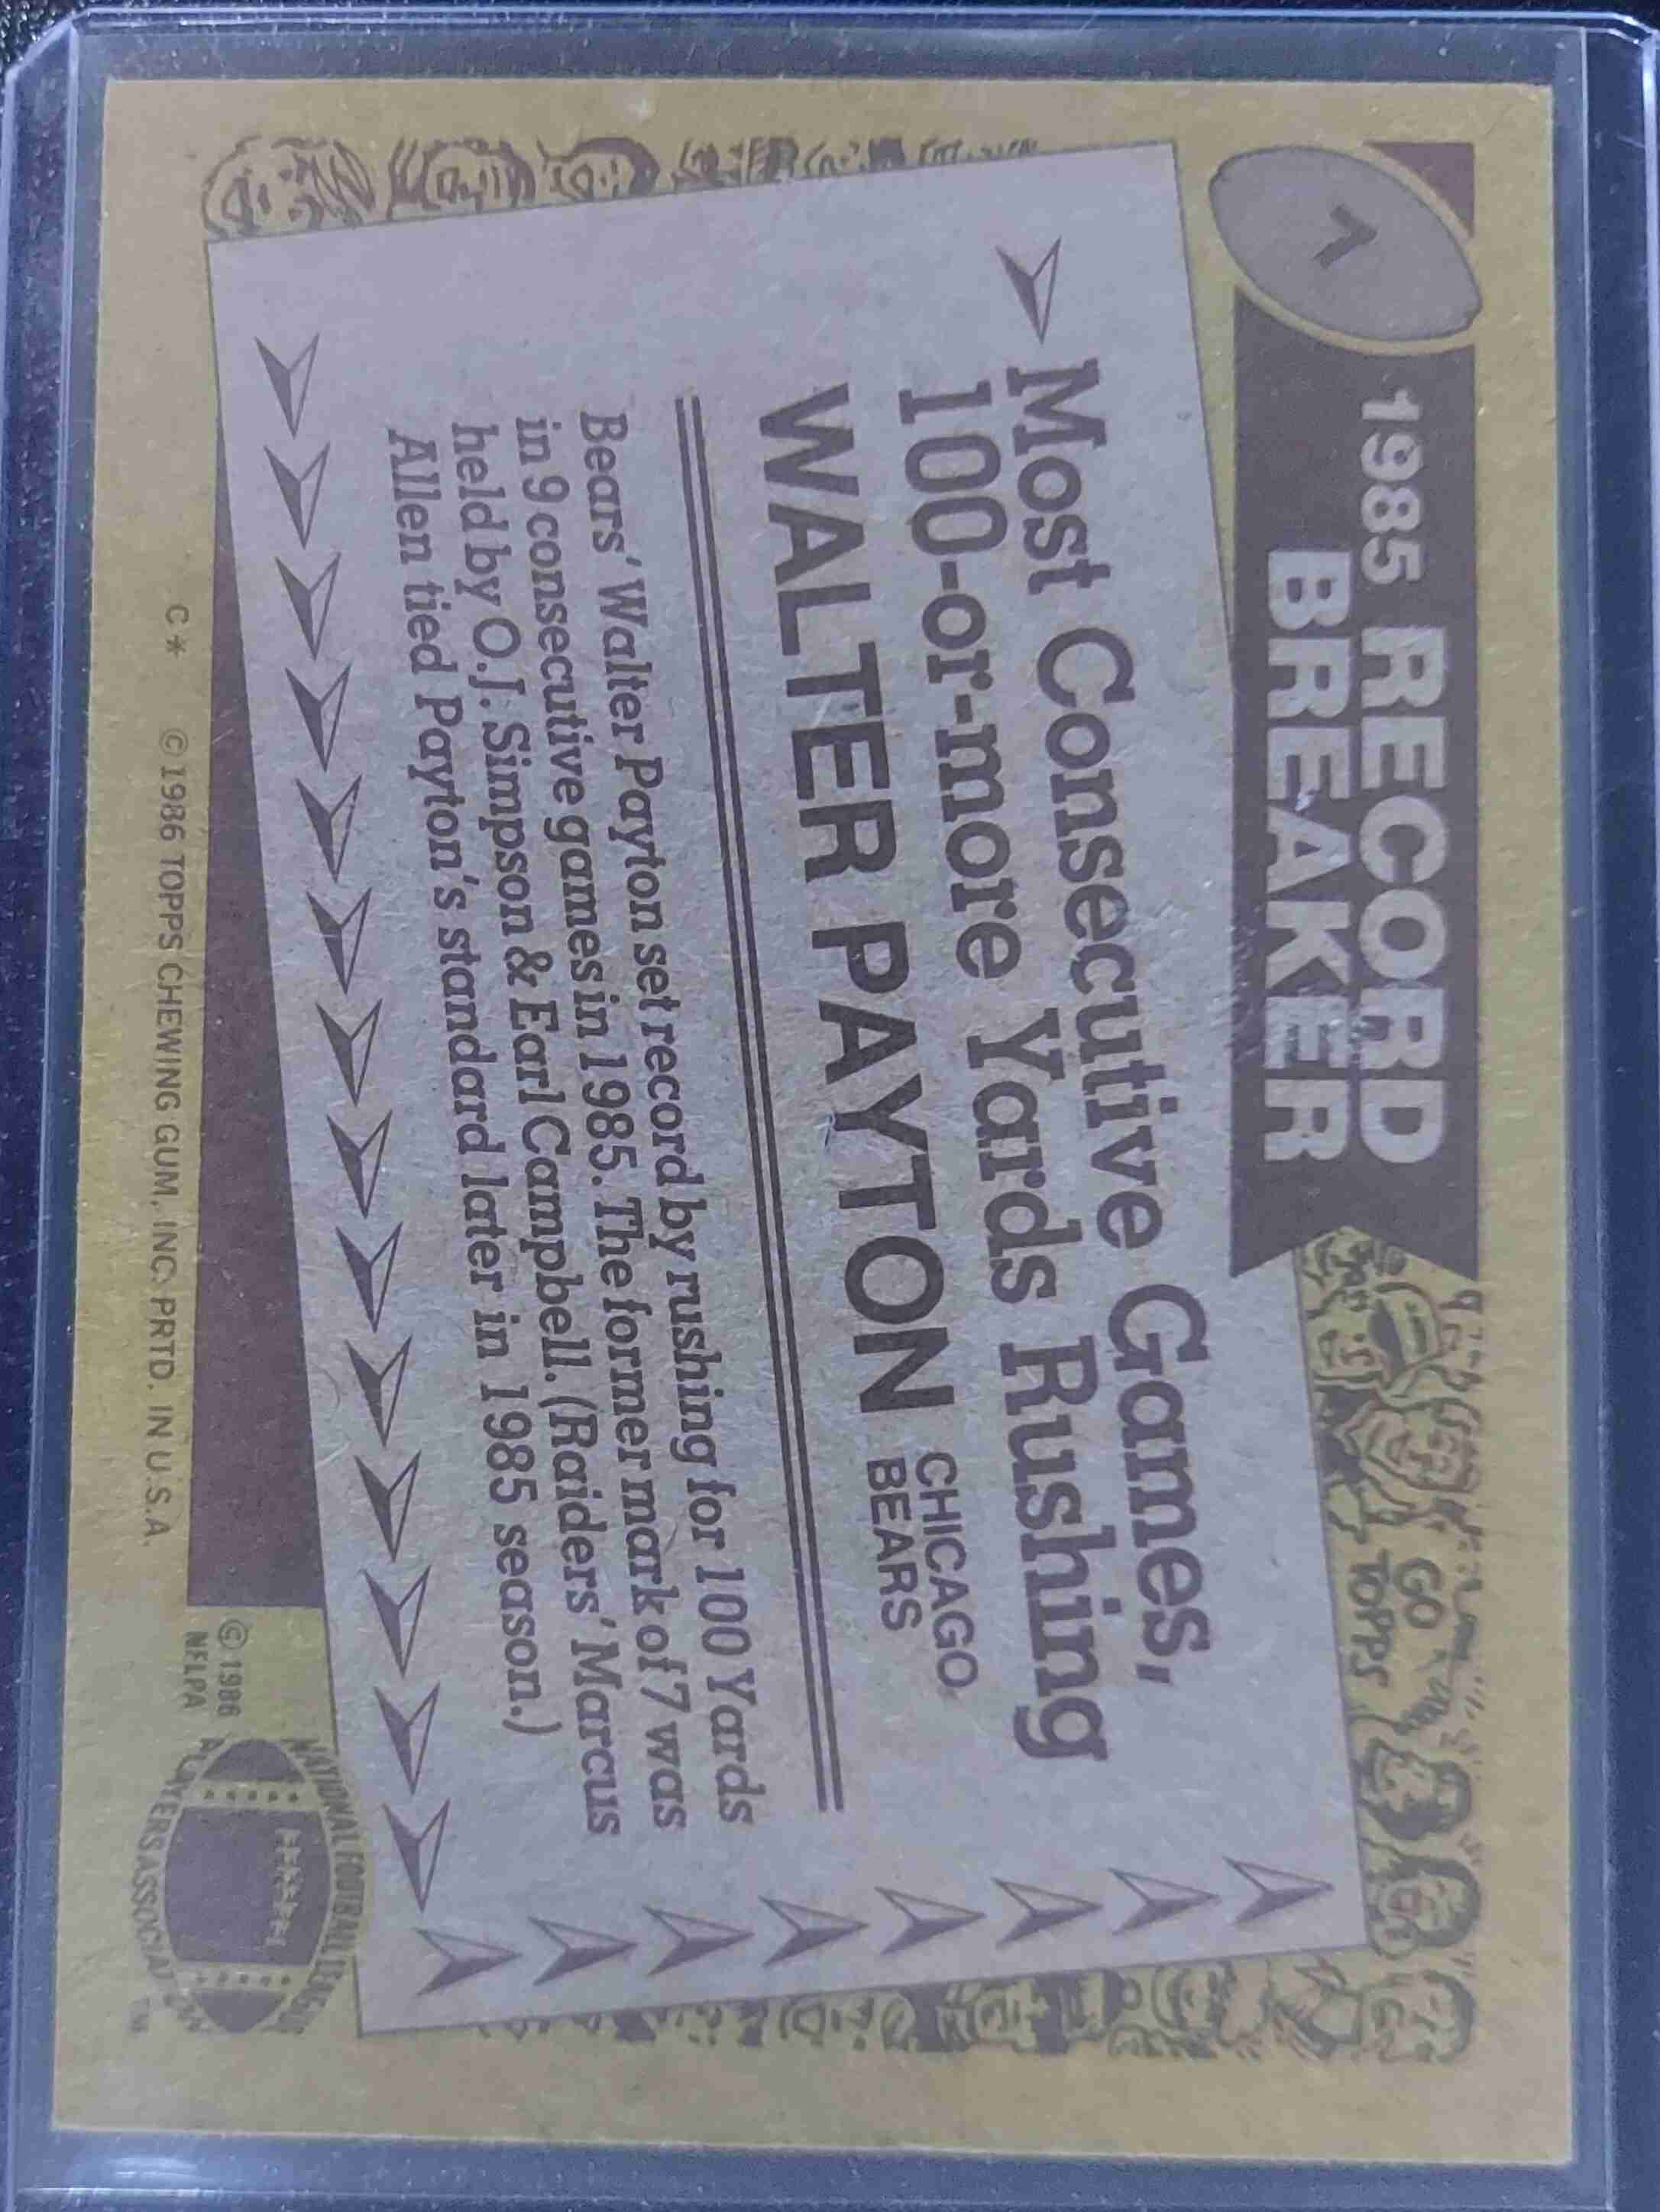 7
1985 RECORD
BREAKER
GO
TOPPS
Most Consecutive Games,
100-or-more Yards Rushing
WALTER PAYTON
CHICAGO
BEARS
Bears' Walter Payton set record by rushing for 100 Yards
in 9 consecutive games in 1985. The former mark of 7 was
held by O.J. Simpson & Earl Campbell. (Raiders' Marcus
Allen tied Payton's standard later in 1985 season.)
C* ©1986 TOPPS CHEWING GUM, INC. PRTD. IN U.S.A.
©1986
NFLPA
NATIONAL FOOTBALL LEAGUE
PLAYERS ASSOCIATION
TM